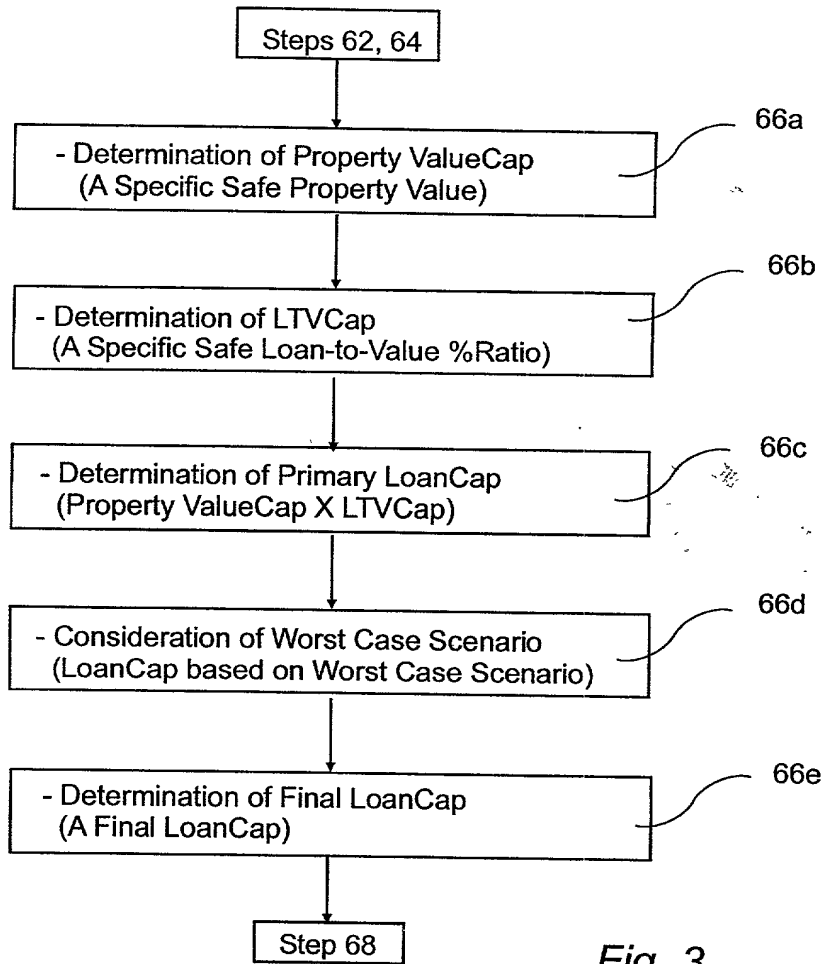 Steps 62, 64
66a
- Determination of Property ValueCap
(A Specific Safe Property Value)
66b
- Determination of LTVCap
(A Specific Safe Loan-to-Value %Ratio)
66c
- Determination of Primary LoanCap
(Property ValueCap X LTVCap)
66d
- Consideration of Worst Case Scenario
(LoanCap based on Worst Case Scenario)
66e
- Determination of Final LoanCap
(A Final LoanCap)
Step 68
Fig. 3